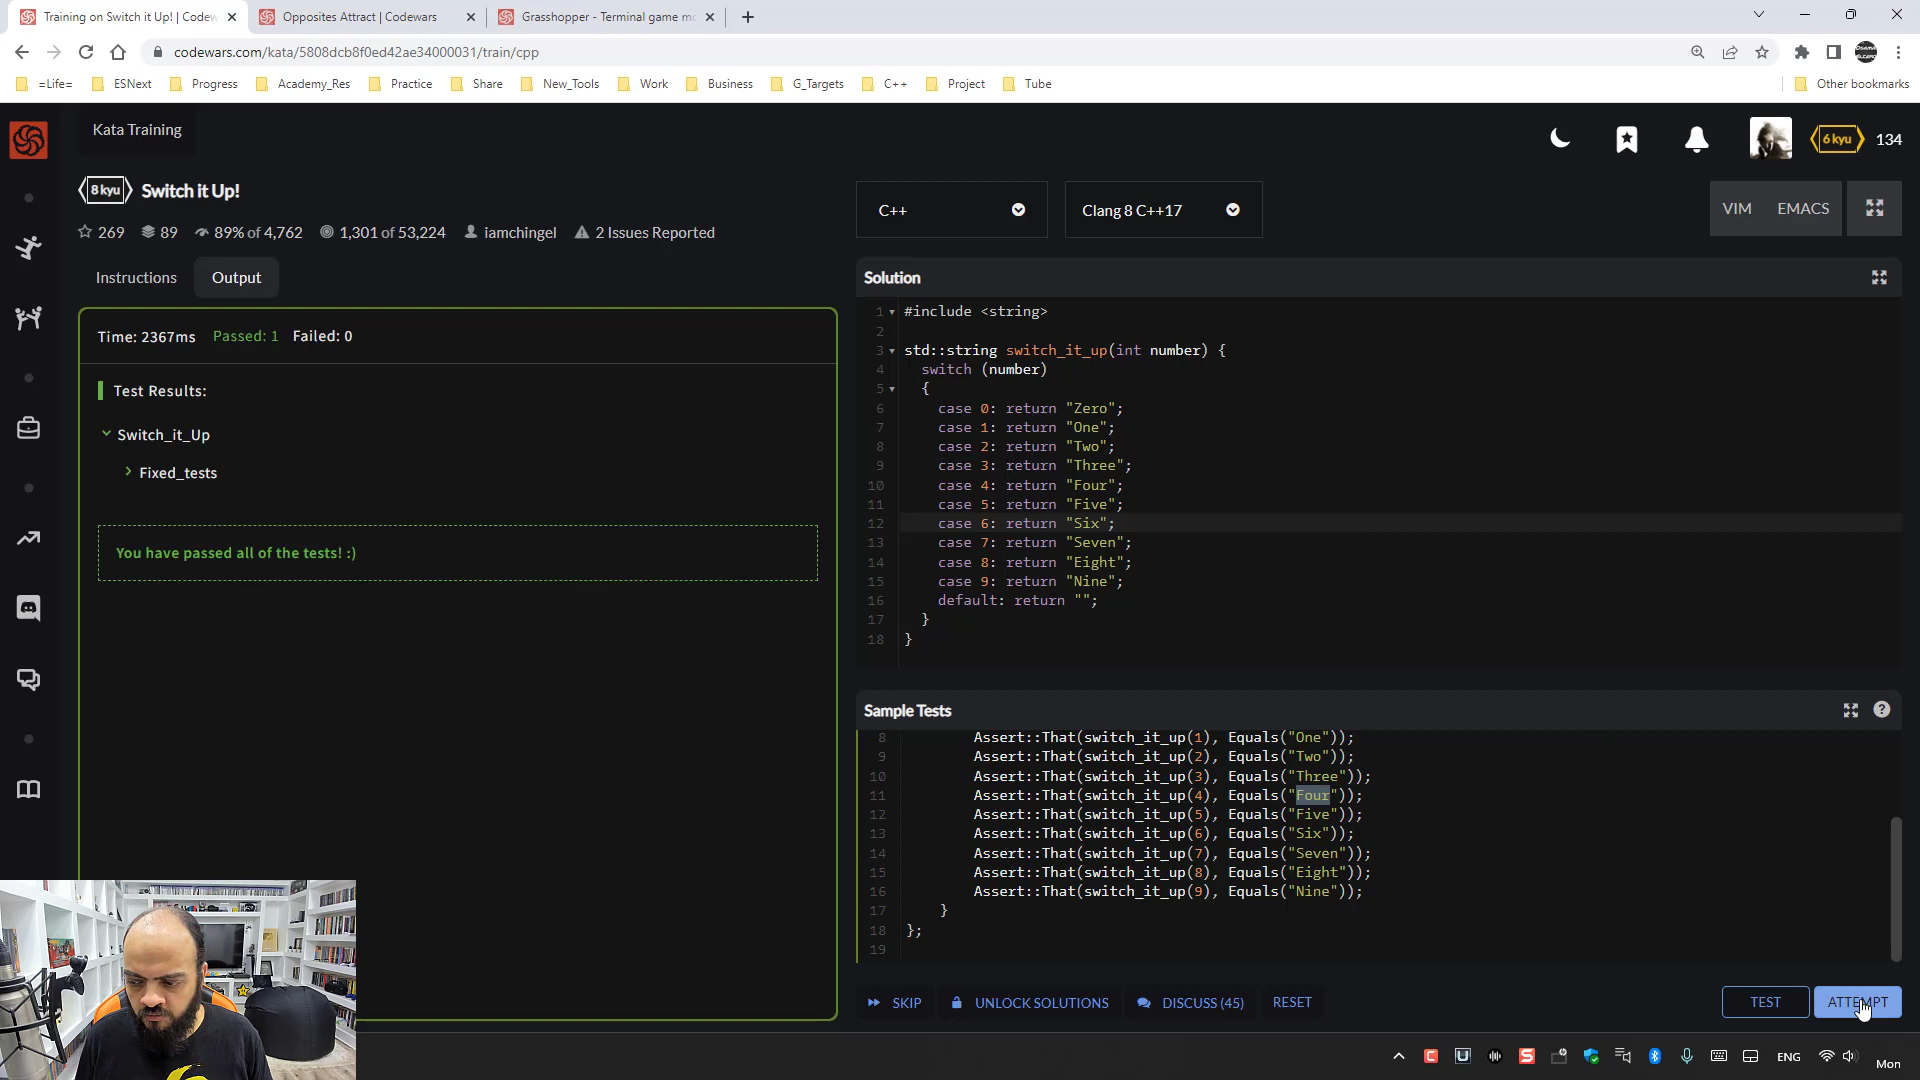 Training on Switch it Up! | Codew
Opposites Attract | Codewars
Grasshopper - Terminal game mo
codewars.com/kata/5808dcb8f0ed42ae34000031/train/cpp
=Life=
ESNext
Progress
Academy_Res
Practice
Share
New_Tools
Work
Business
G_Targets
C++
Project
Tube
Other bookmarks
Kata Training
6 kyu
134
8 kyu
Switch it Up!
269
89
89% of 4,762
1,301 of 53,224
iamchingel
2 Issues Reported
C++
Clang 8 C++17
VIM
EMACS
Instructions
Output
Time: 2367ms Passed: 1 Failed: 0
Test Results:
Switch_it_Up
Fixed_tests
You have passed all of the tests! :)
Solution
1 #include <string>
2
3 std::string switch_it_up(int number) {
4 switch (number)
5 {
6 case 0: return "Zero";
7 case 1: return "One";
8 case 2: return "Two";
9 case 3: return "Three";
10 case 4: return "Four";
11 case 5: return "Five";
12 case 6: return "Six";
13 case 7: return "Seven";
14 case 8: return "Eight";
15 case 9: return "Nine";
16 default: return "";
17 }
18 }
Sample Tests
8 Assert::That(switch_it_up(1), Equals("One"));
9 Assert::That(switch_it_up(2), Equals("Two"));
10 Assert::That(switch_it_up(3), Equals("Three"));
11 Assert::That(switch_it_up(4), Equals("Four"));
12 Assert::That(switch_it_up(5), Equals("Five"));
13 Assert::That(switch_it_up(6), Equals("Six"));
14 Assert::That(switch_it_up(7), Equals("Seven"));
15 Assert::That(switch_it_up(8), Equals("Eight"));
16 Assert::That(switch_it_up(9), Equals("Nine"));
17 }
18 };
19
SKIP
UNLOCK SOLUTIONS
DISCUSS (45)
RESET
TEST
ATTEMPT
ENG
Mon